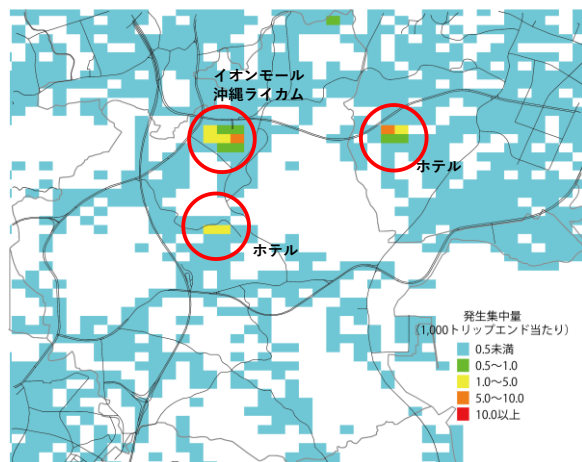 イオンモール
沖縄ライカム
ホテル
ホテル
発生集中量
(1,000トリップエンド当たり)
0.5未満
0.5～1.0
1.0～5.0
5.0～10.0
10.0以上